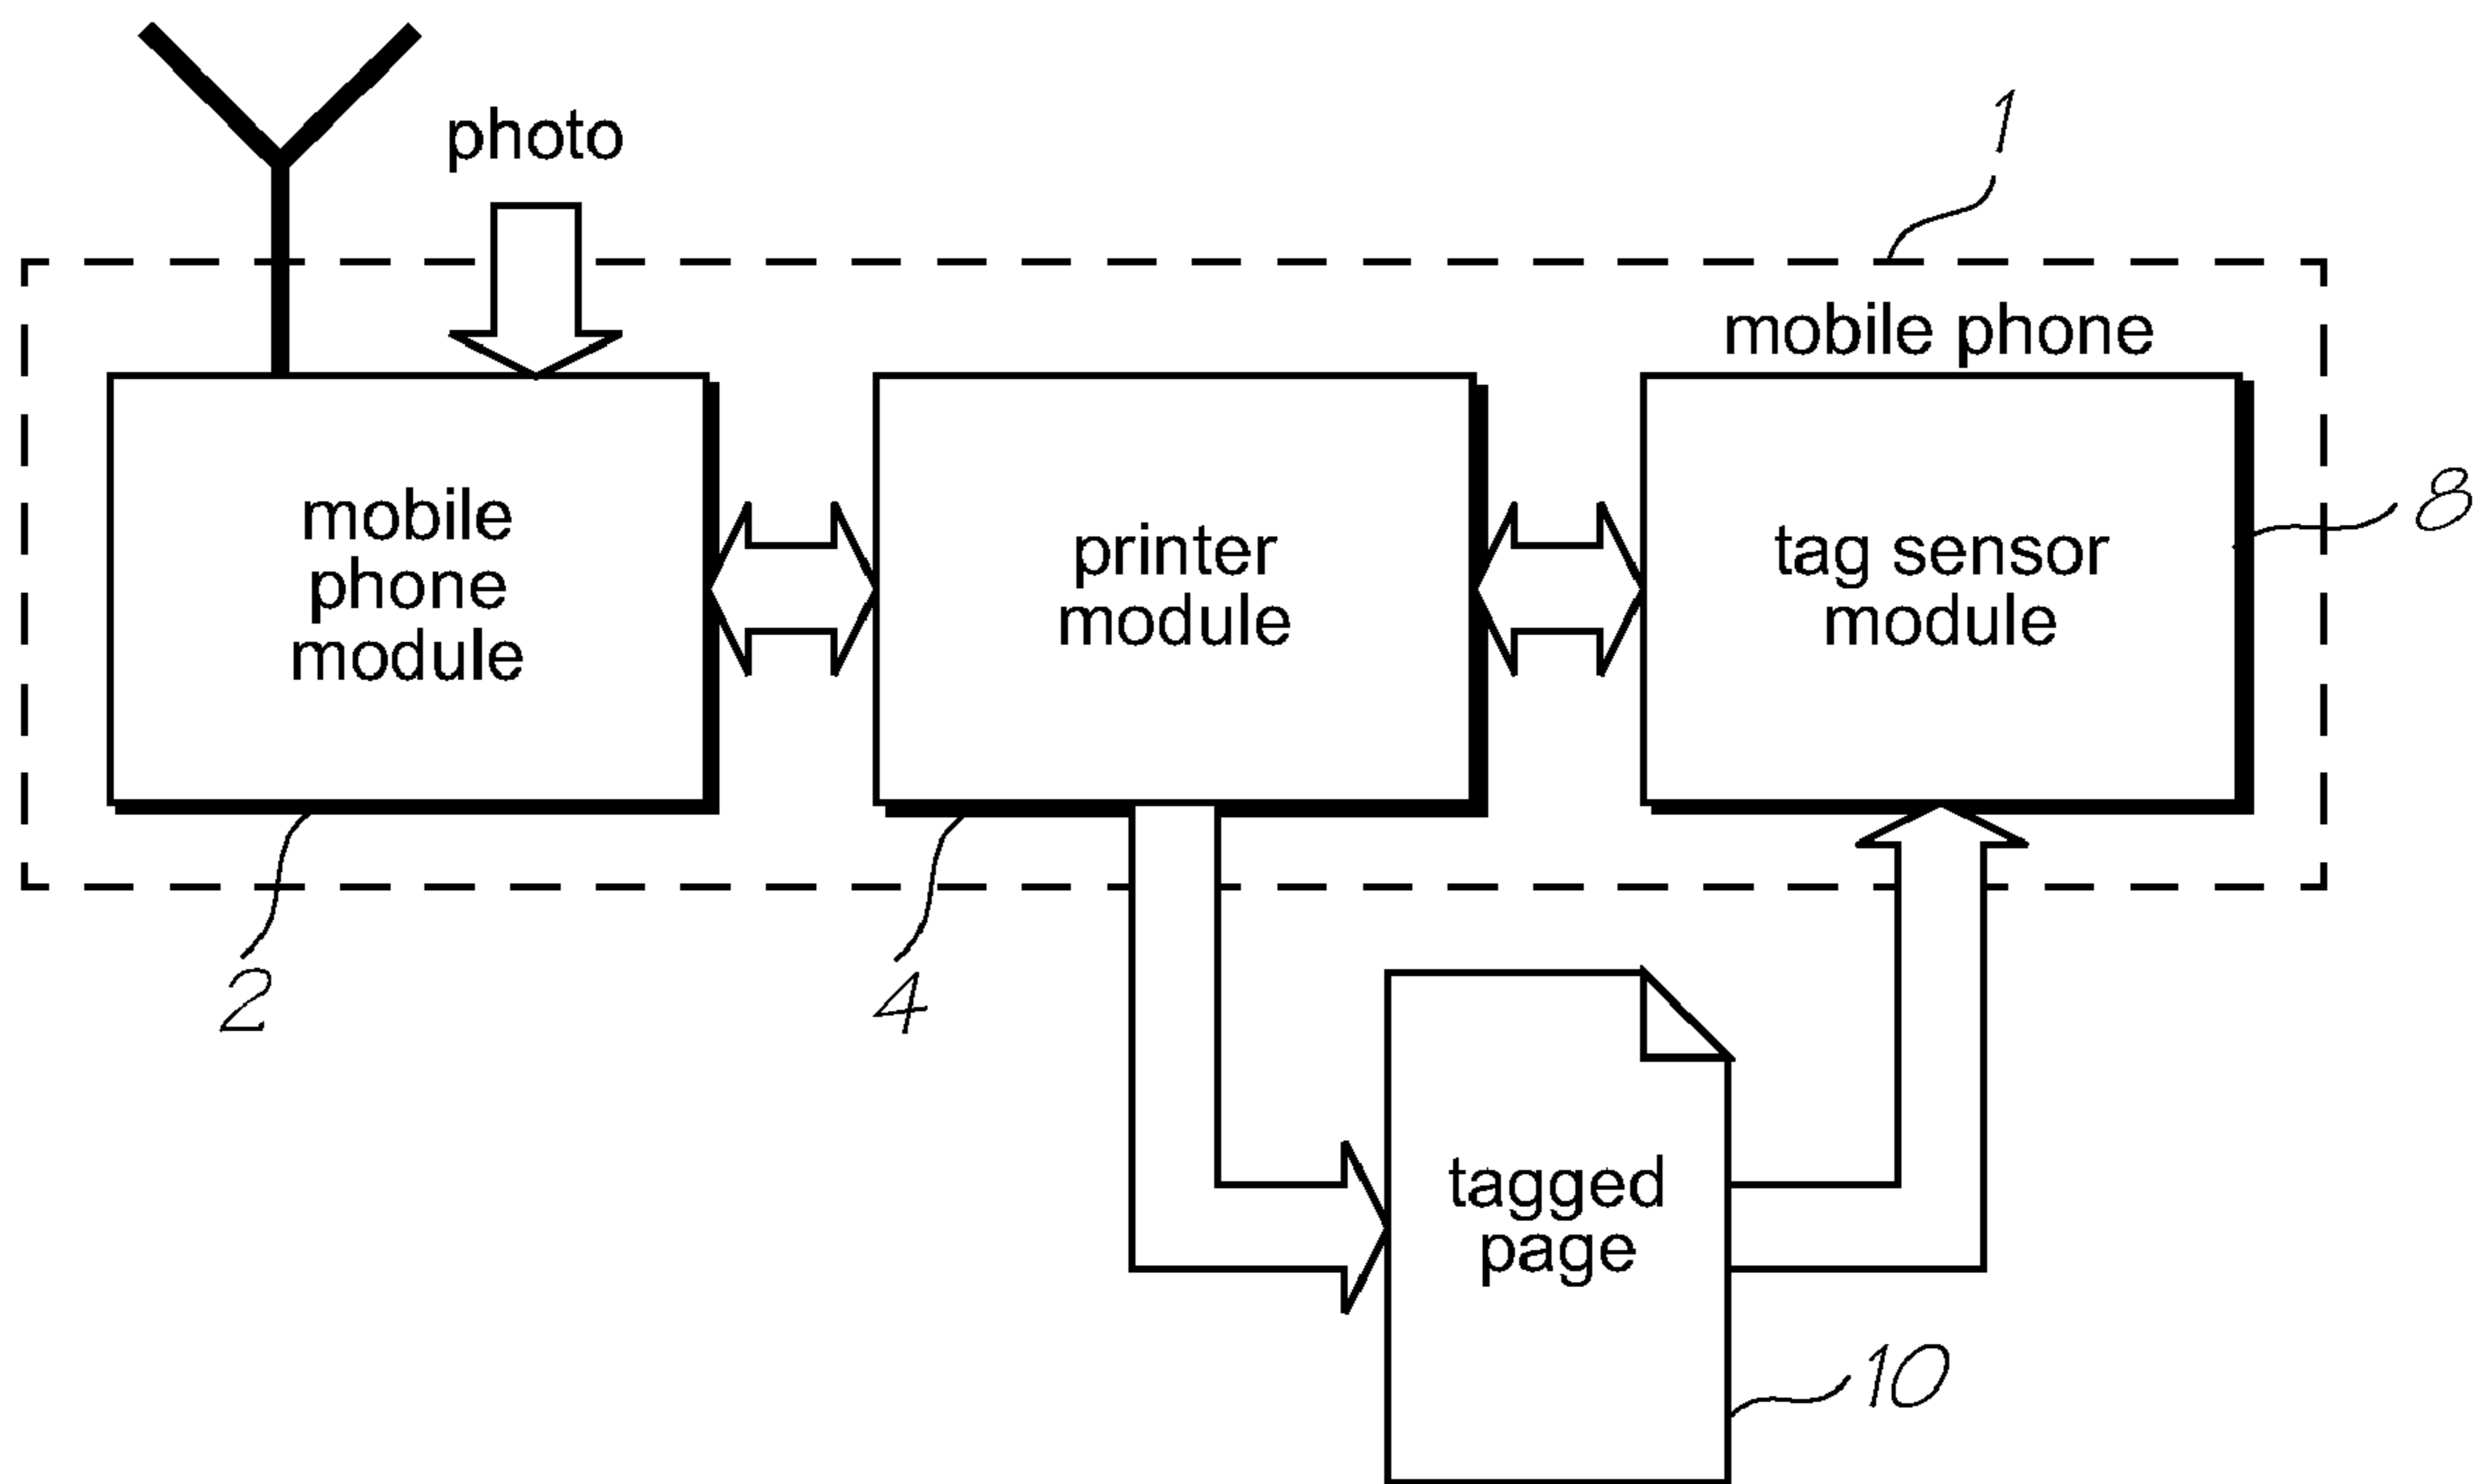 photo
1
mobile phone
mobile
phone
module
printer
module
tag sensor
module
8
2
4
tagged
page
10